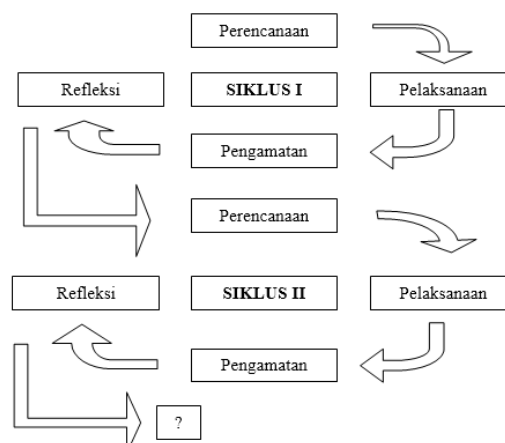 Perencanaan
Refleksi
SIKLUS I
Pelaksanaan
Pengamatan
Perencanaan
Refleksi
SIKLUS II
Pelaksanaan
Pengamatan
?